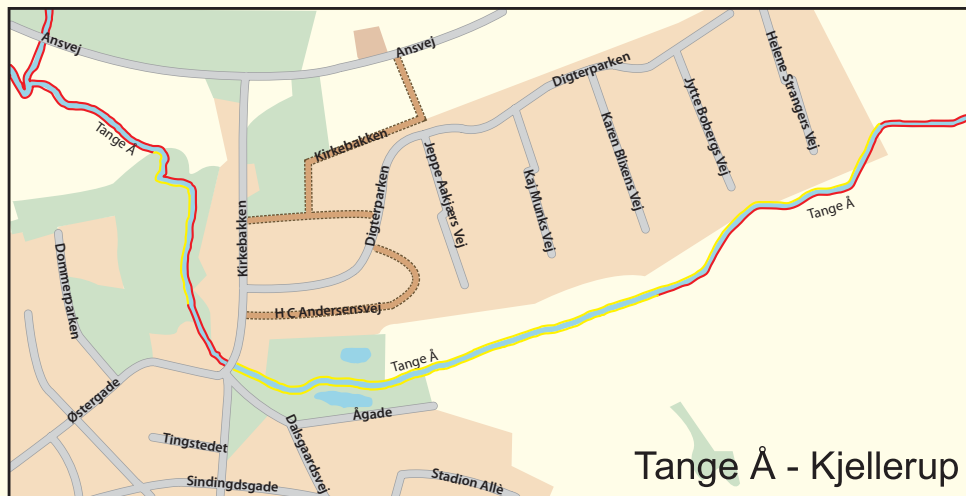 Ansvej
Ansvej
Helene Strangers Vej
Digterparken
Jytte Bobergs Vej
Tange Å
Karen Blixens Vej
Kirkebakken
Jeppe Aakjærs Vej
Kaj Munks Vej
Digterparken
Kirkebakken
Tange Å
Dommerparken
H C Andersensvej
Tange Å
Østergade
Ågade
Dalsgaardsvej
Tingstedet
Sindingdsgade
Stadion Allè
Tange Å - Kjellerup